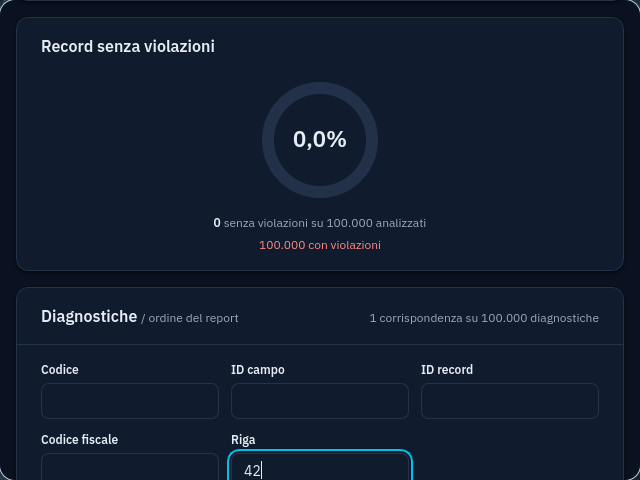 Record senza violazioni
0,0%
0 senza violazioni su 100.000 analizzati
100.000 con violazioni
Diagnostiche / ordine del report
1 corrispondenza su 100.000 diagnostiche
Codice
ID campo
ID record
Codice fiscale
Riga
42